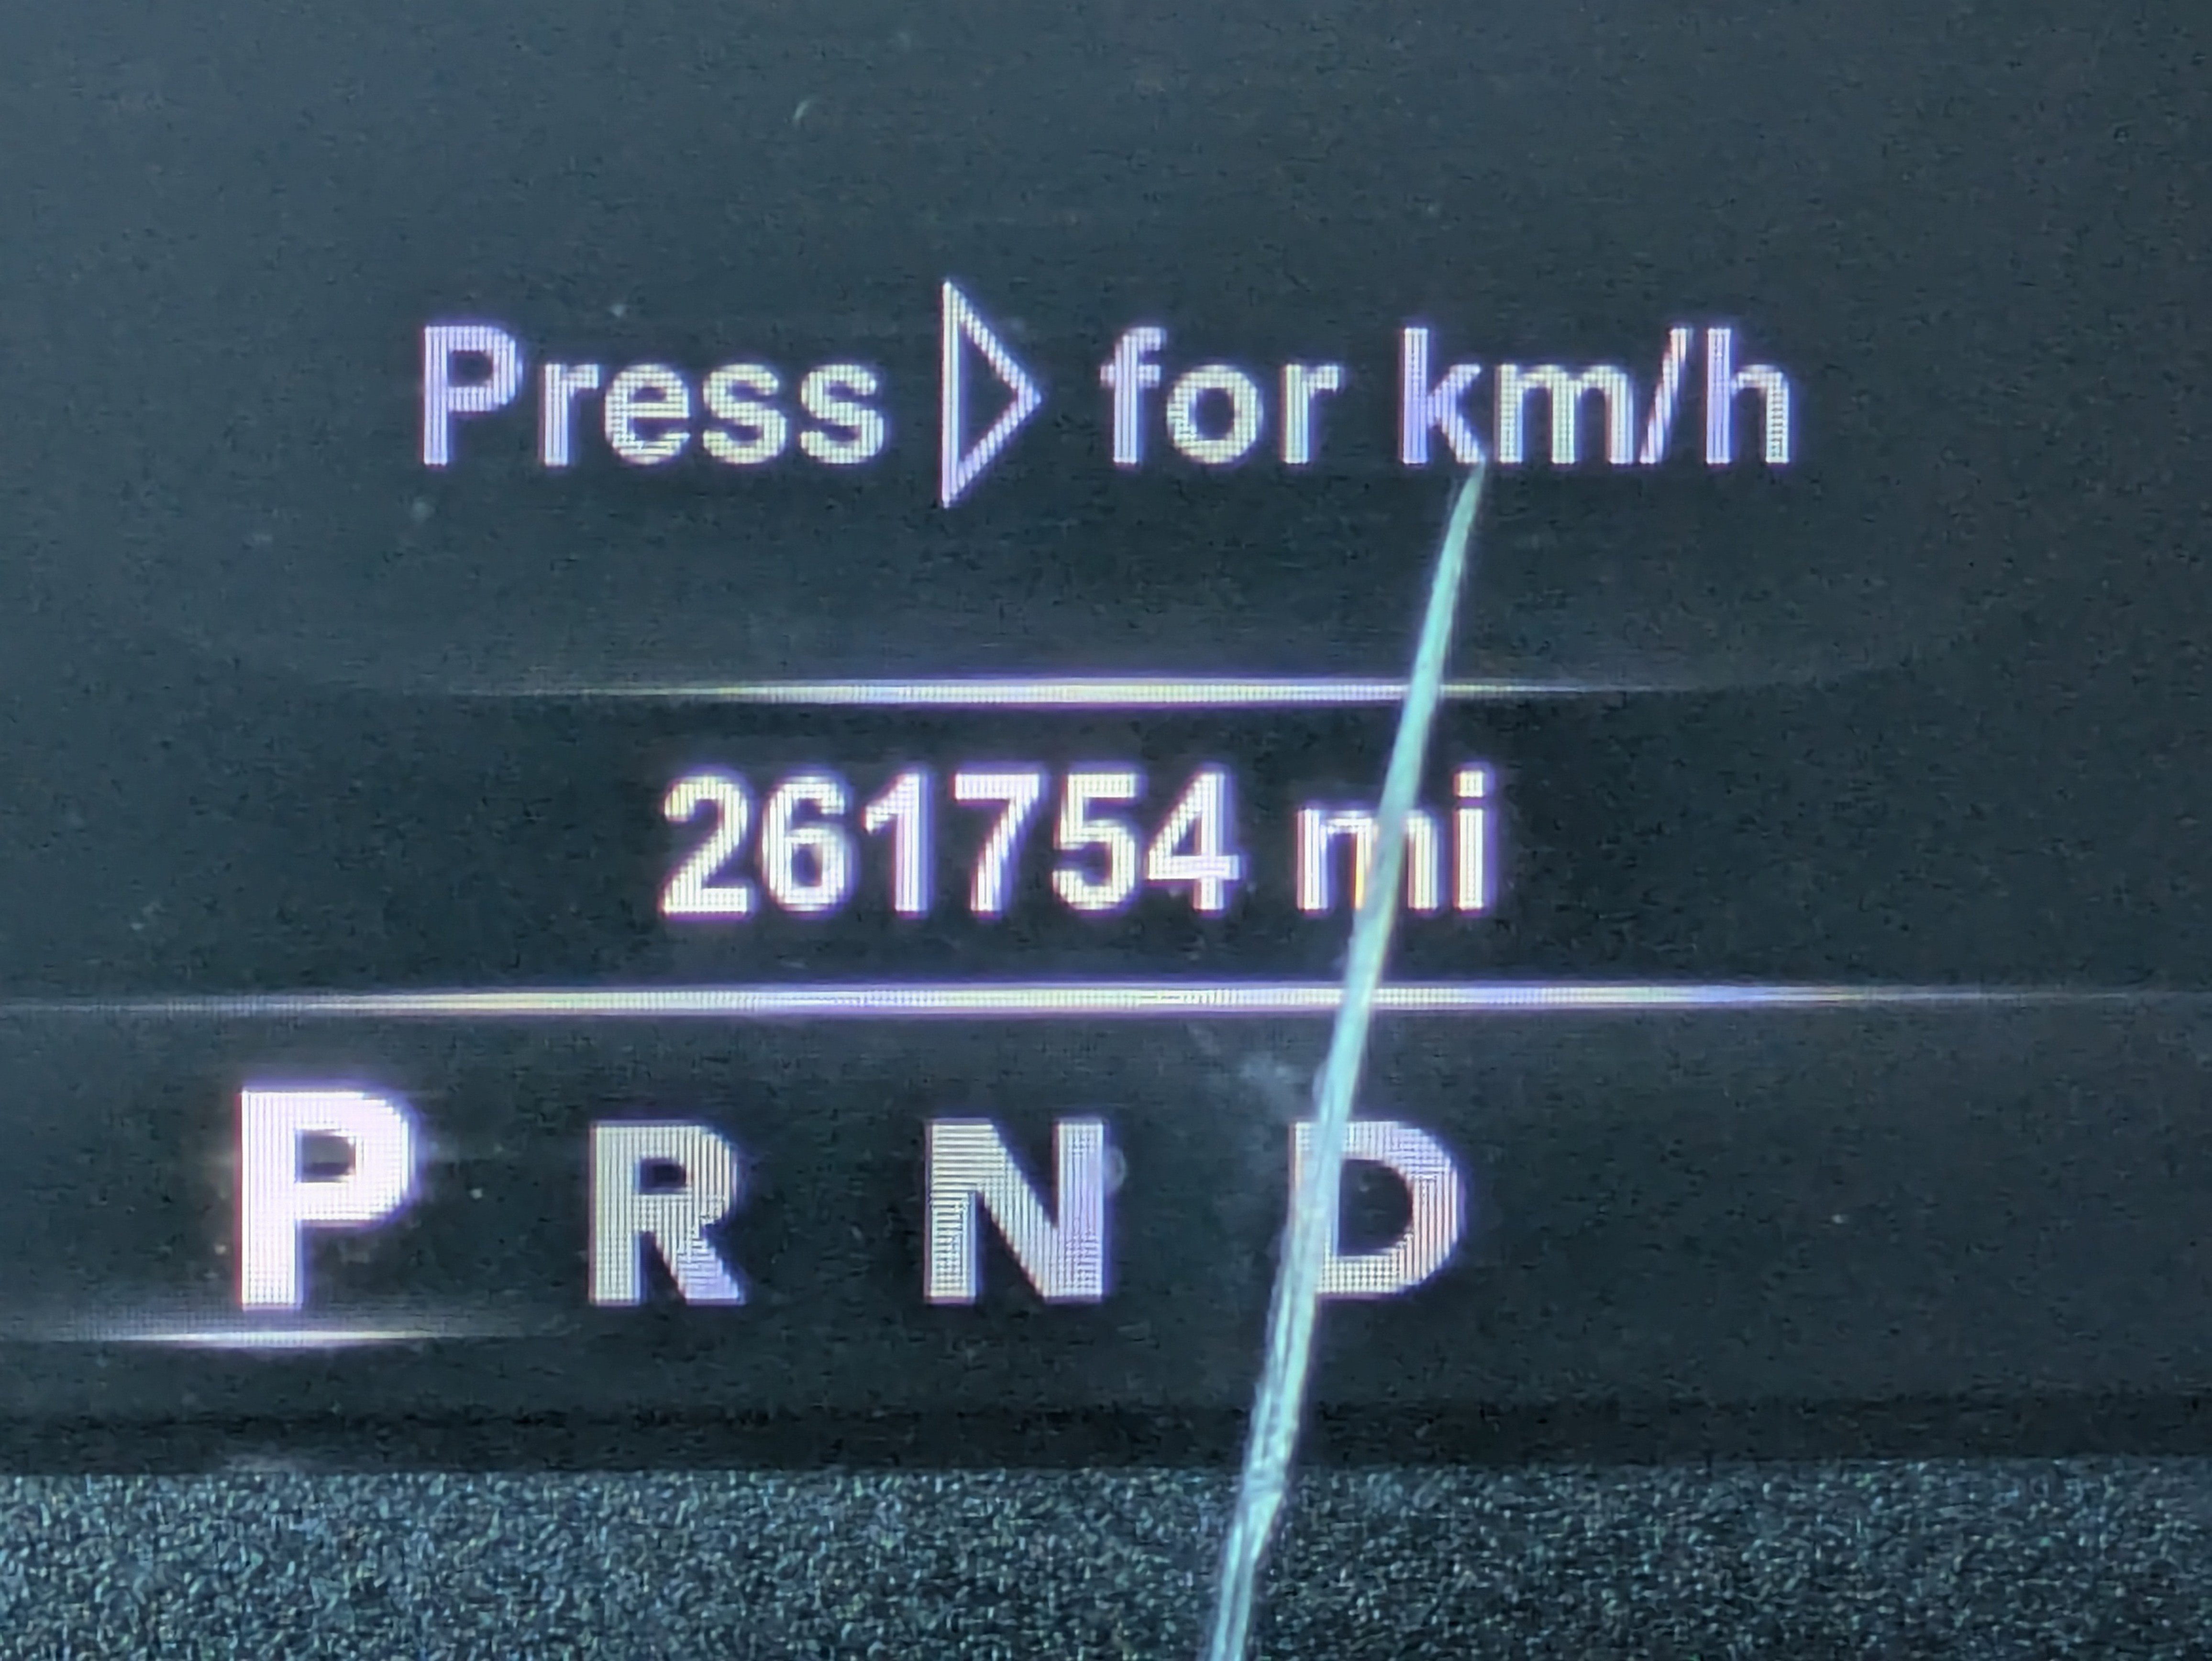 Press ▷ for km/h
261754 mi
P R N D